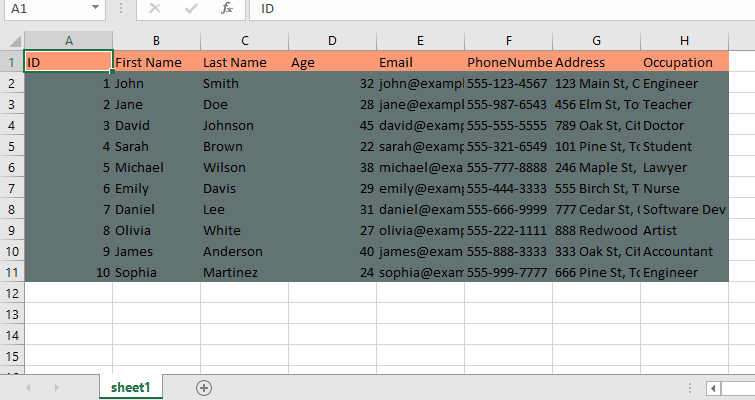 A1 fx ID
A B C D E F G H
1 ID First Name Last Name Age Email PhoneNumbe Address Occupation
2 1 John Smith 32 john@exampl 555-123-4567 123 Main St, C Engineer
3 2 Jane Doe 28 jane@exampl 555-987-6543 456 Elm St, To Teacher
4 3 David Johnson 45 david@examp 555-555-5555 789 Oak St, Cit Doctor
5 4 Sarah Brown 22 sarah@examp 555-321-6549 101 Pine St, To Student
6 5 Michael Wilson 38 michael@exa 555-777-8888 246 Maple St, Lawyer
7 6 Emily Davis 29 emily@examp 555-444-3333 555 Birch St, T Nurse
8 7 Daniel Lee 31 daniel@exam 555-666-9999 777 Cedar St, Software Dev
9 8 Olivia White 27 olivia@examp 555-222-1111 888 Redwood Artist
10 9 James Anderson 40 james@exam 555-888-3333 333 Oak St, Cit Accountant
11 10 Sophia Martinez 24 sophia@exam 555-999-7777 666 Pine St, To Engineer
12
13
14
15
sheet1